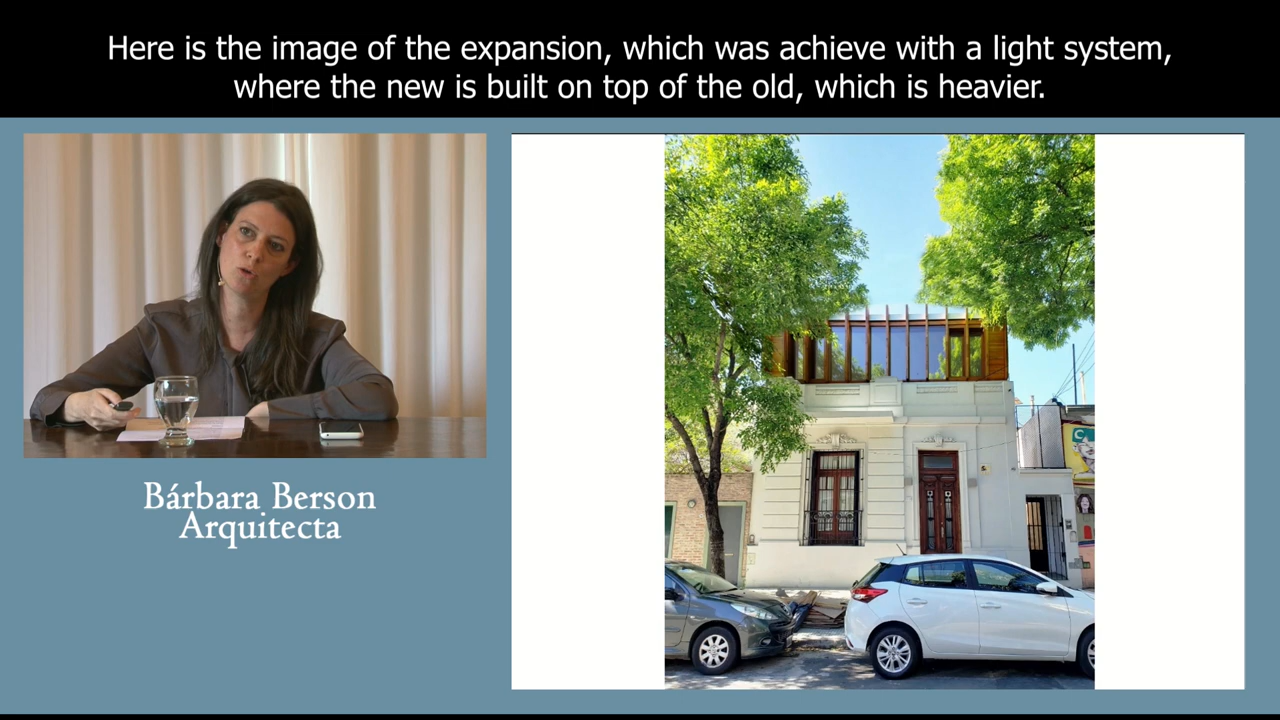 Here is the image of the expansion, which was achieve with a light system,
where the new is built on top of the old, which is heavier.
Bárbara Berson
Arquitecta